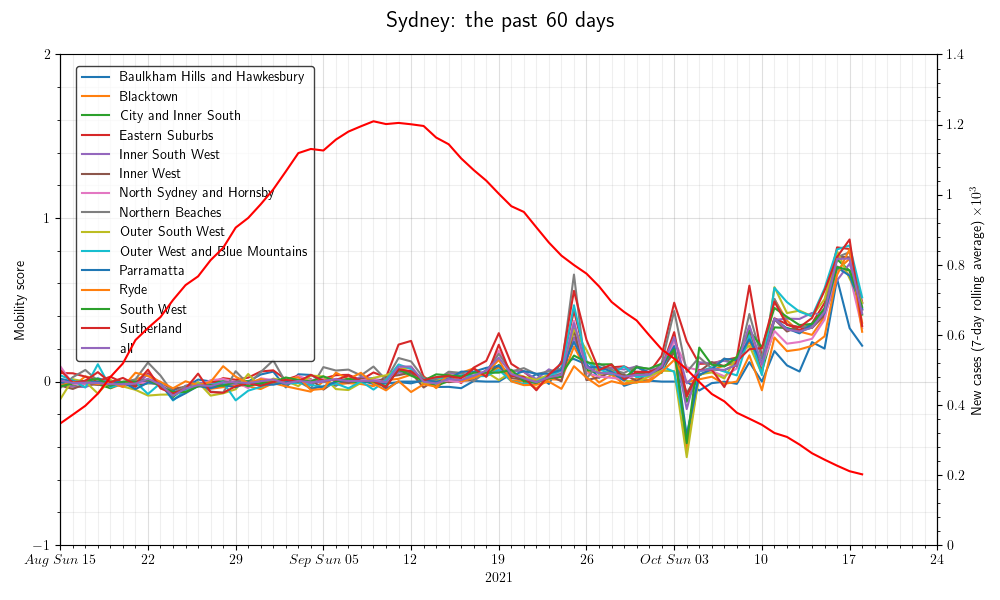 Sydney: the past 60 days
2
1
0
−1
Mobility score
Baulkham Hills and Hawkesbury
Blacktown
City and Inner South
Eastern Suburbs
Inner South West
Inner West
North Sydney and Hornsby
Northern Beaches
Outer South West
Outer West and Blue Mountains
Parramatta
Ryde
South West
Sutherland
all
1.4
1.2
1
0.8
0.6
0.4
0.2
0
New cases (7-day rolling average) ×10³
Aug Sun 15 22 29 Sep Sun 05 12 19 26 Oct Sun 03 10 17 24
2021